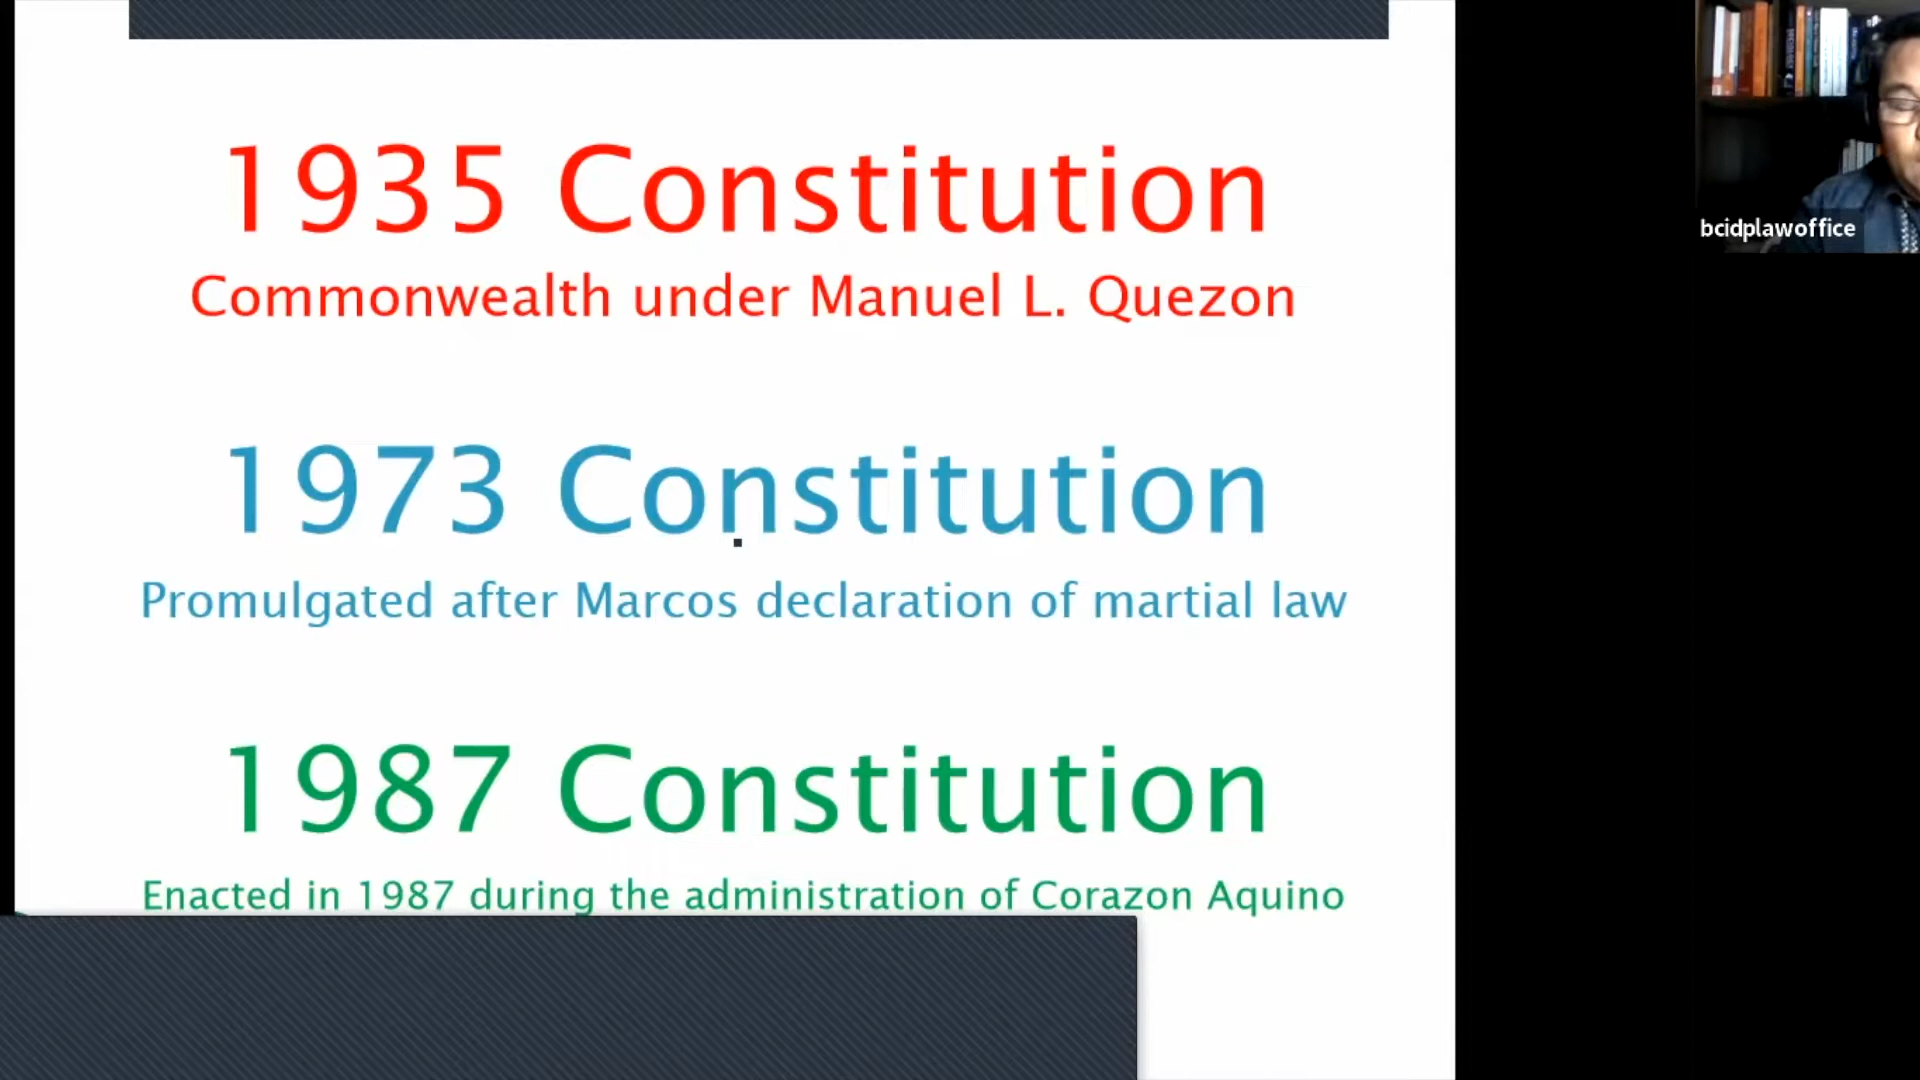 1935 Constitution
Commonwealth under Manuel L. Quezon
1973 Constitution
Promulgated after Marcos declaration of martial law
1987 Constitution
Enacted in 1987 during the administration of Corazon Aquino
bcidplawoffice